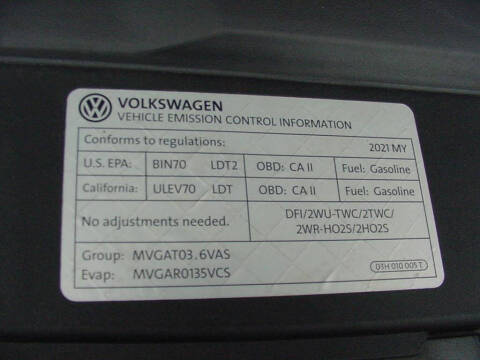 VOLKSWAGEN
VEHICLE EMISSION CONTROL INFORMATION
Conforms to regulations: 2021 MY
U.S. EPA: BIN70 LDT2 OBD: CA II Fuel: Gasoline
California: ULEV70 LDT OBD: CA II Fuel: Gasoline
No adjustments needed. DFI/2WU-TWC/2TWC/
2WR-HO2S/2HO2S
Group: MVGAT03.6VAS
Evap: MVGAR0135VCS
03H 010 005 T